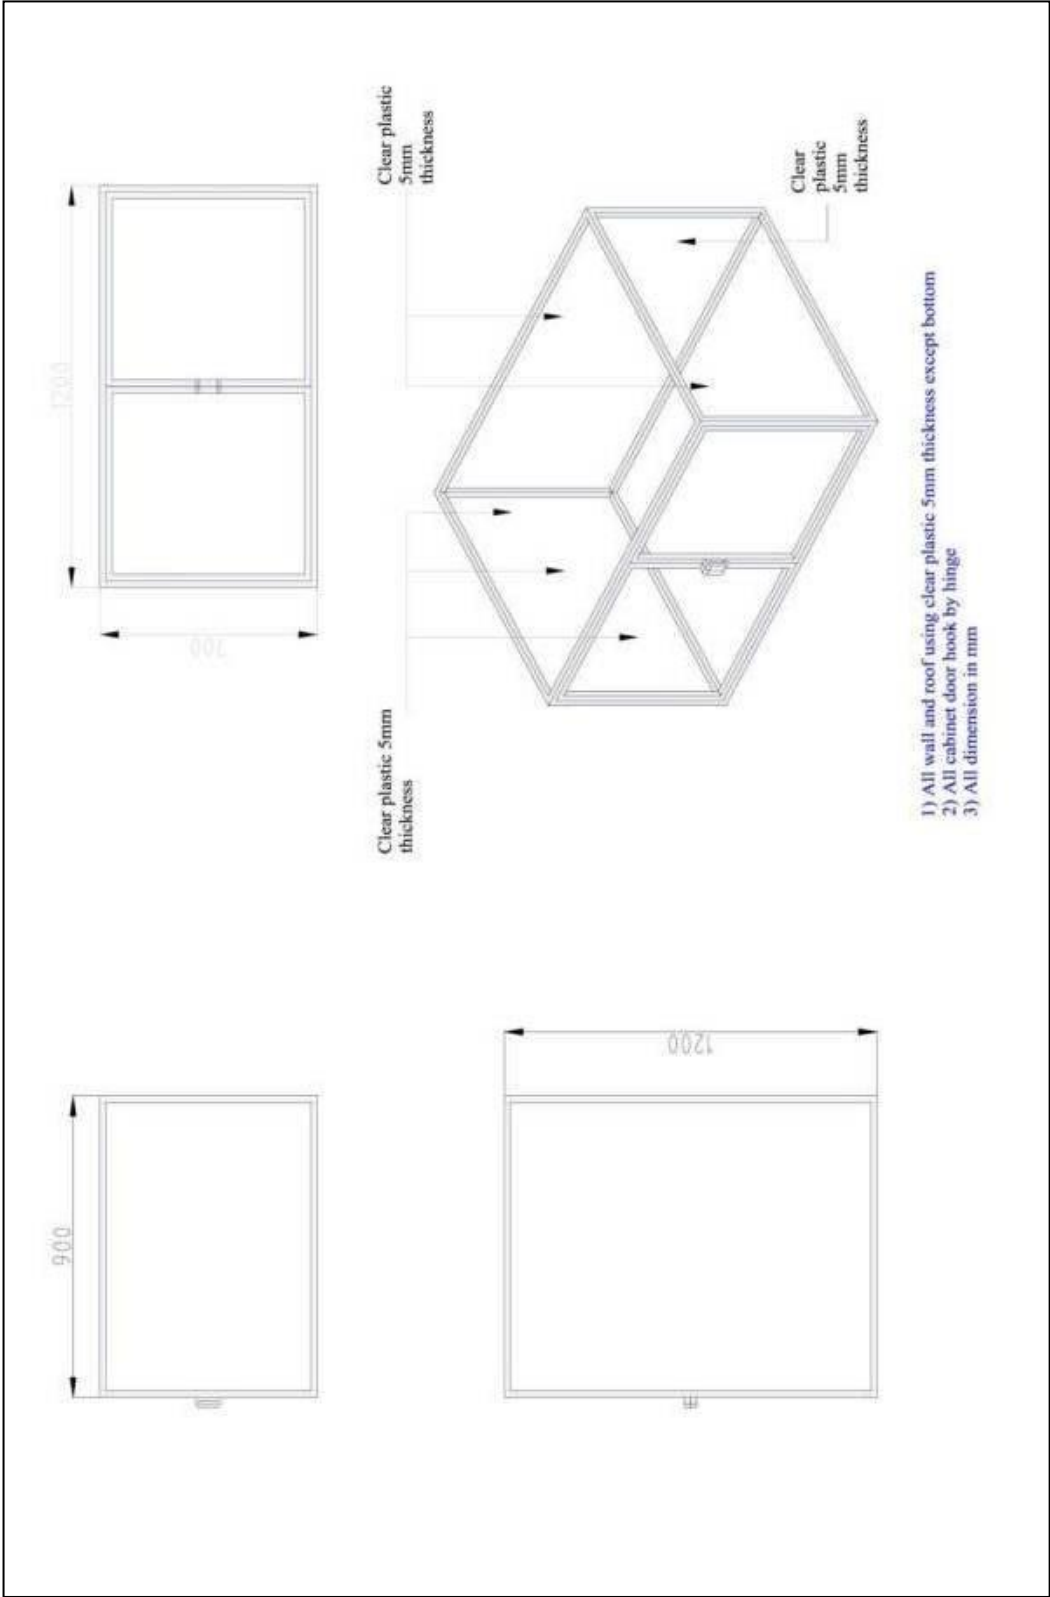 900
1200
1200
700
Clear plastic 5mm
thickness
Clear plastic
5mm
thickness
Clear
plastic
5mm
thickness
1) All wall and roof using clear plastic 5mm thickness except bottom
2) All cabinet door hook by hinge
3) All dimension in mm